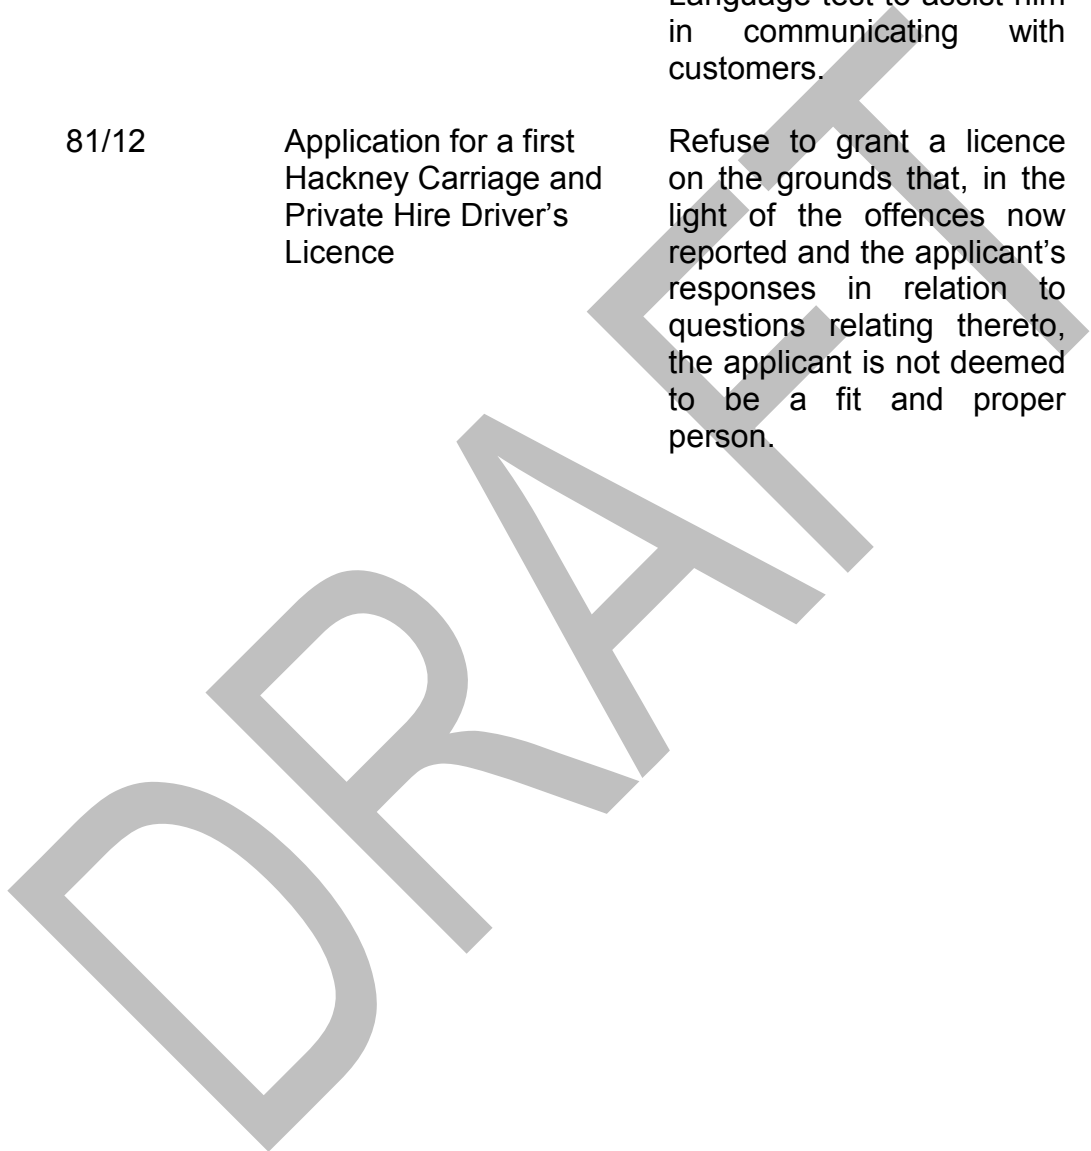 Language test to assist him
in communicating with
customers.
81/12
Application for a first
Hackney Carriage and
Private Hire Driver’s
Licence
Refuse to grant a licence
on the grounds that, in the
light of the offences now
reported and the applicant’s
responses in relation to
questions relating thereto,
the applicant is not deemed
to be a fit and proper
person.
DRAFT